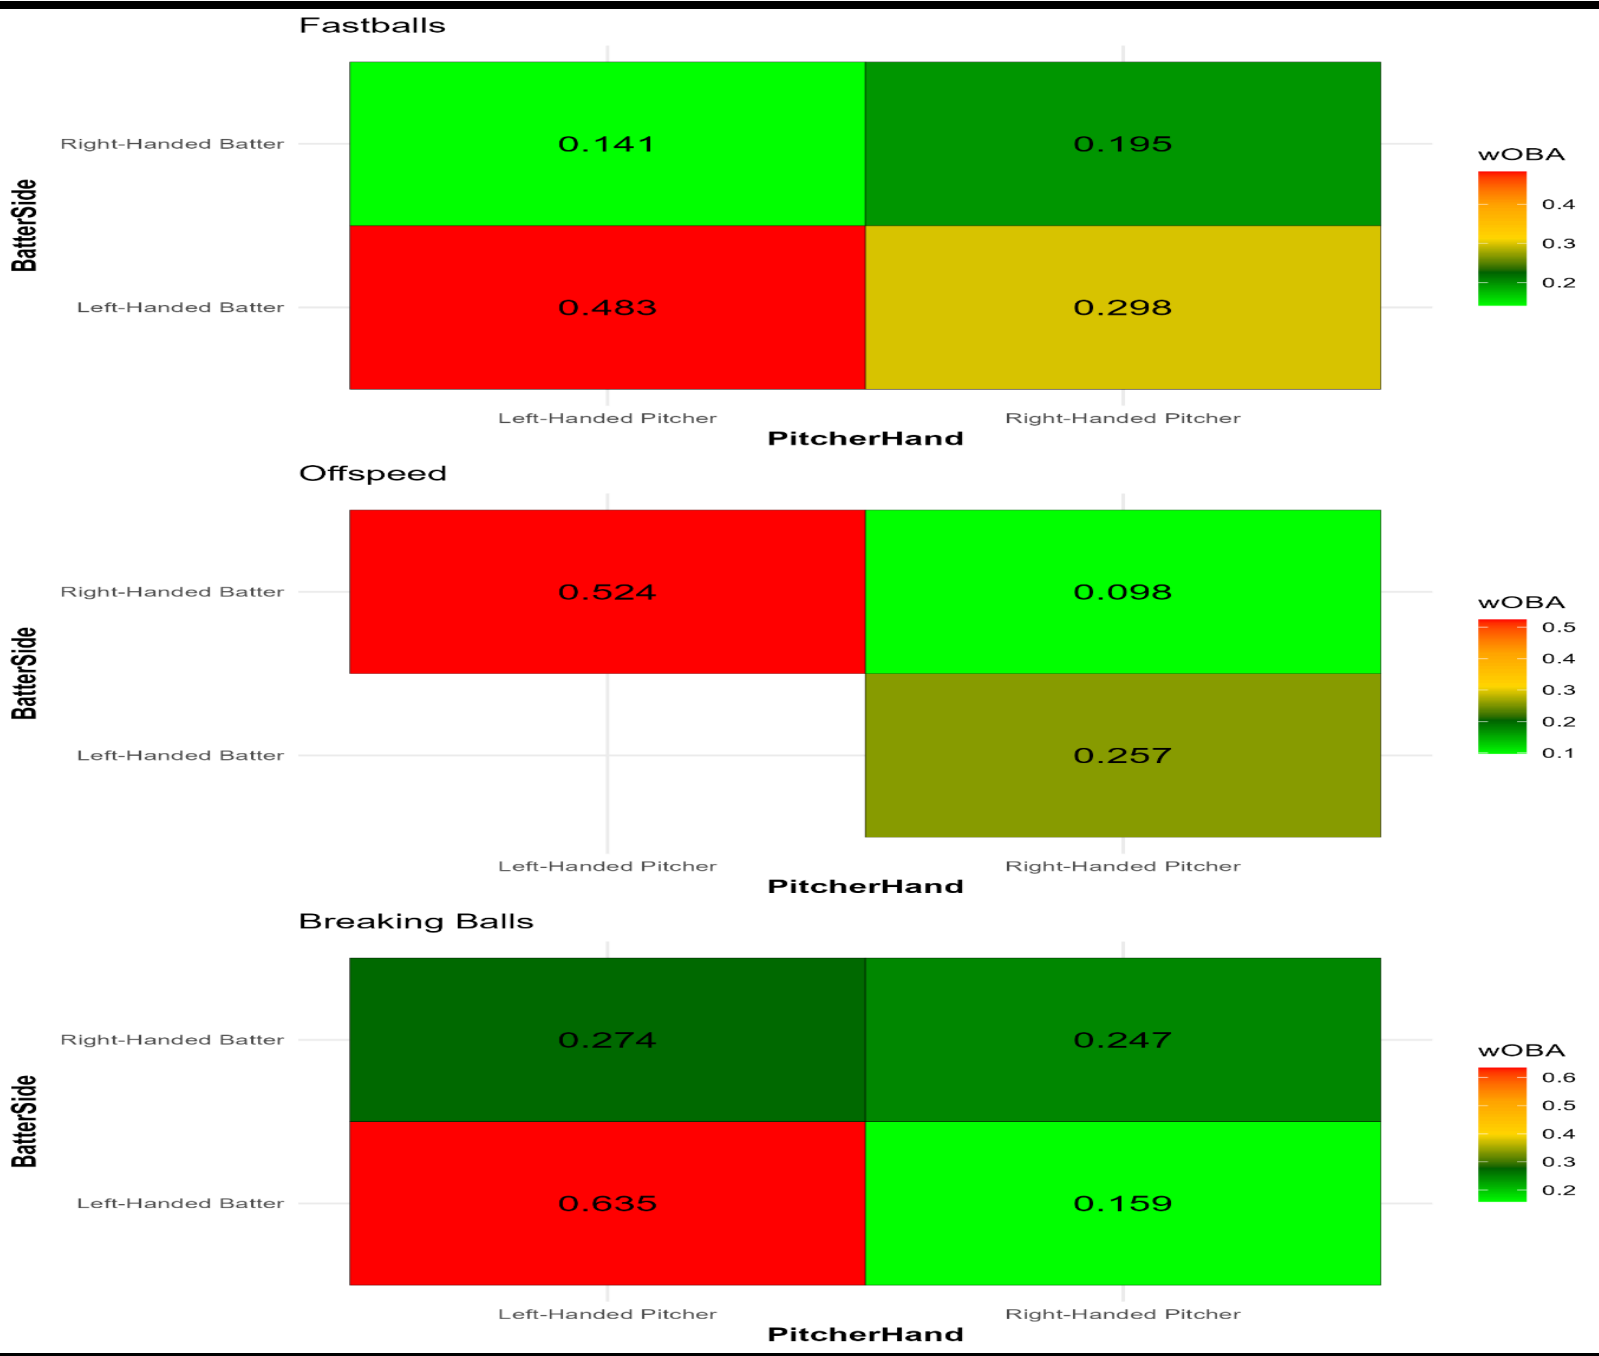 Fastballs
Right-Handed Batter
0.141
0.195
Left-Handed Batter
0.483
0.298
BatterSide
Left-Handed Pitcher
Right-Handed Pitcher
PitcherHand
wOBA
0.4
0.3
0.2
Offspeed
Right-Handed Batter
0.524
0.098
Left-Handed Batter
0.257
BatterSide
Left-Handed Pitcher
Right-Handed Pitcher
PitcherHand
wOBA
0.5
0.4
0.3
0.2
0.1
Breaking Balls
Right-Handed Batter
0.274
0.247
Left-Handed Batter
0.635
0.159
BatterSide
Left-Handed Pitcher
Right-Handed Pitcher
PitcherHand
wOBA
0.6
0.5
0.4
0.3
0.2